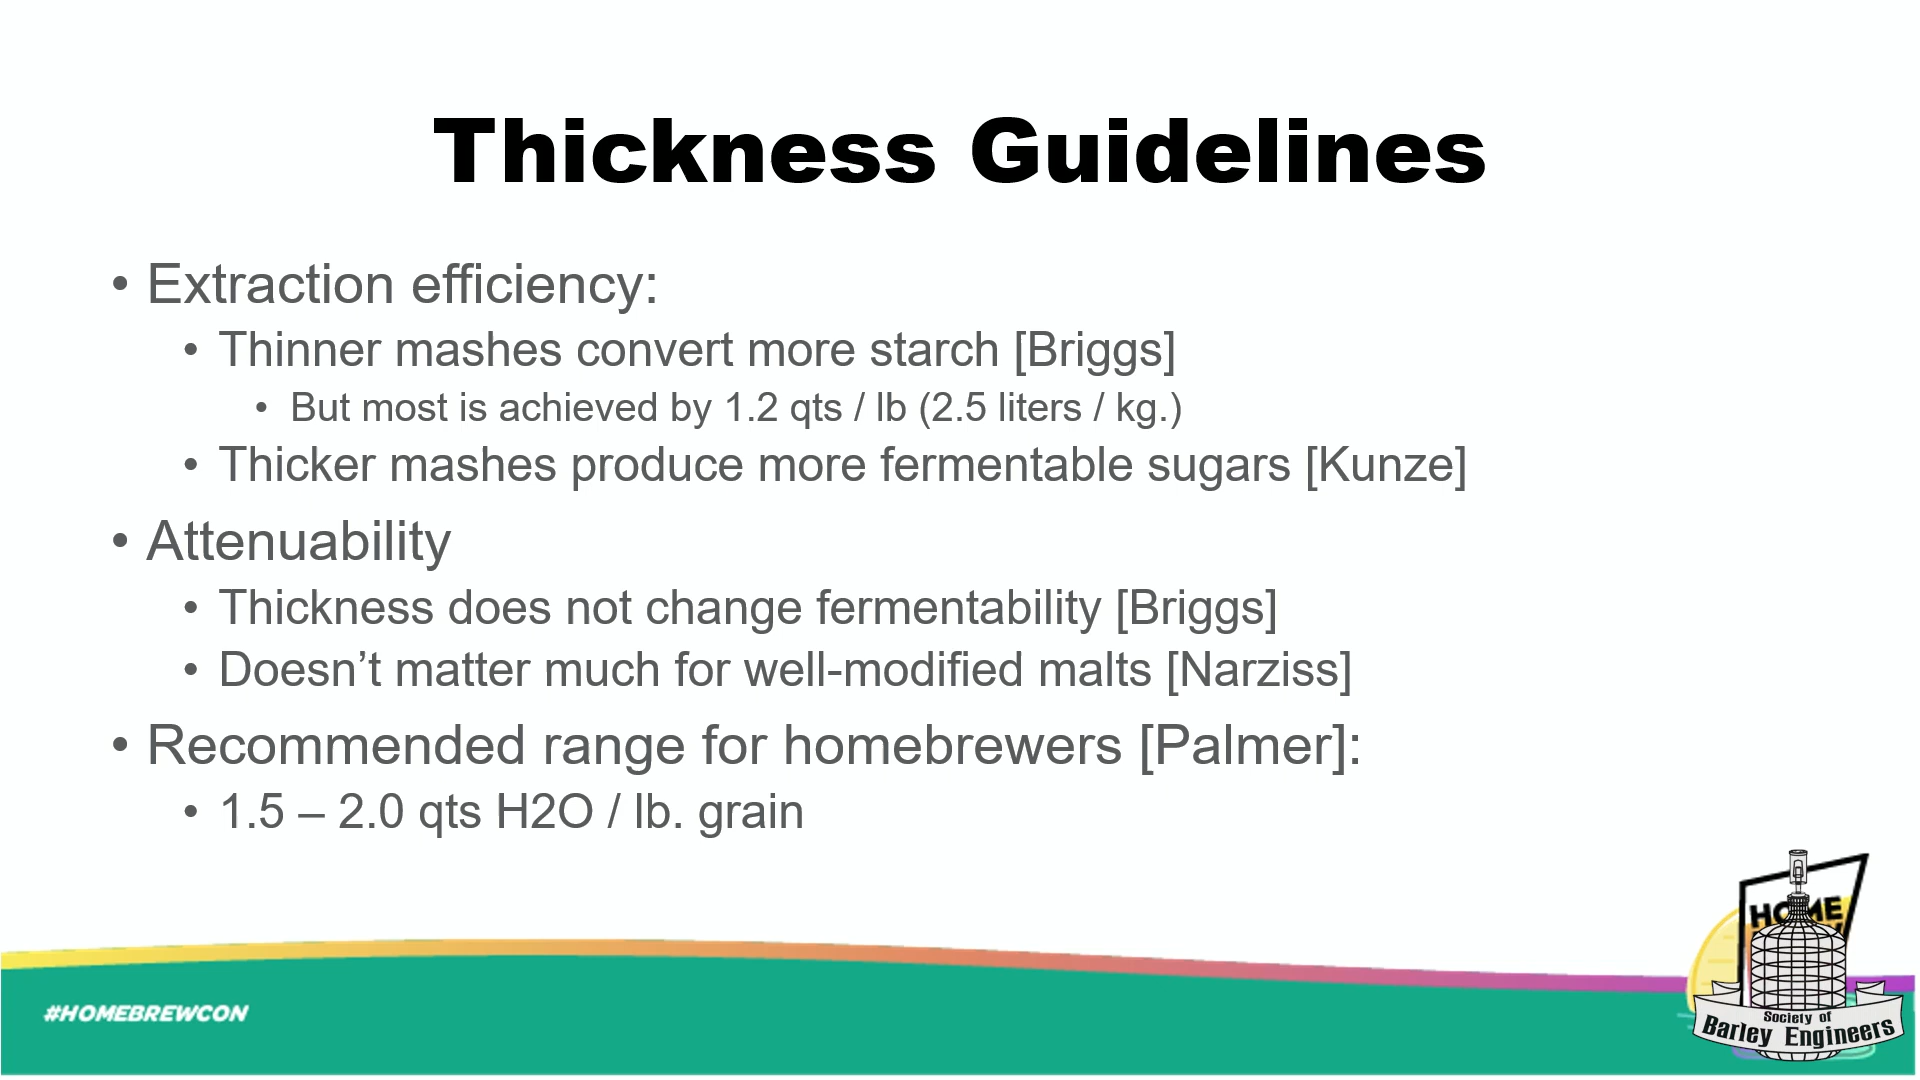 Thickness Guidelines
• Extraction efficiency:
• Thinner mashes convert more starch [Briggs]
• But most is achieved by 1.2 qts / lb (2.5 liters / kg.)
• Thicker mashes produce more fermentable sugars [Kunze]
• Attenuability
• Thickness does not change fermentability [Briggs]
• Doesn’t matter much for well-modified malts [Narziss]
• Recommended range for homebrewers [Palmer]:
• 1.5 – 2.0 qts H2O / lb. grain
#HOMEBREWCON
HOME
Society of
Barley Engineers